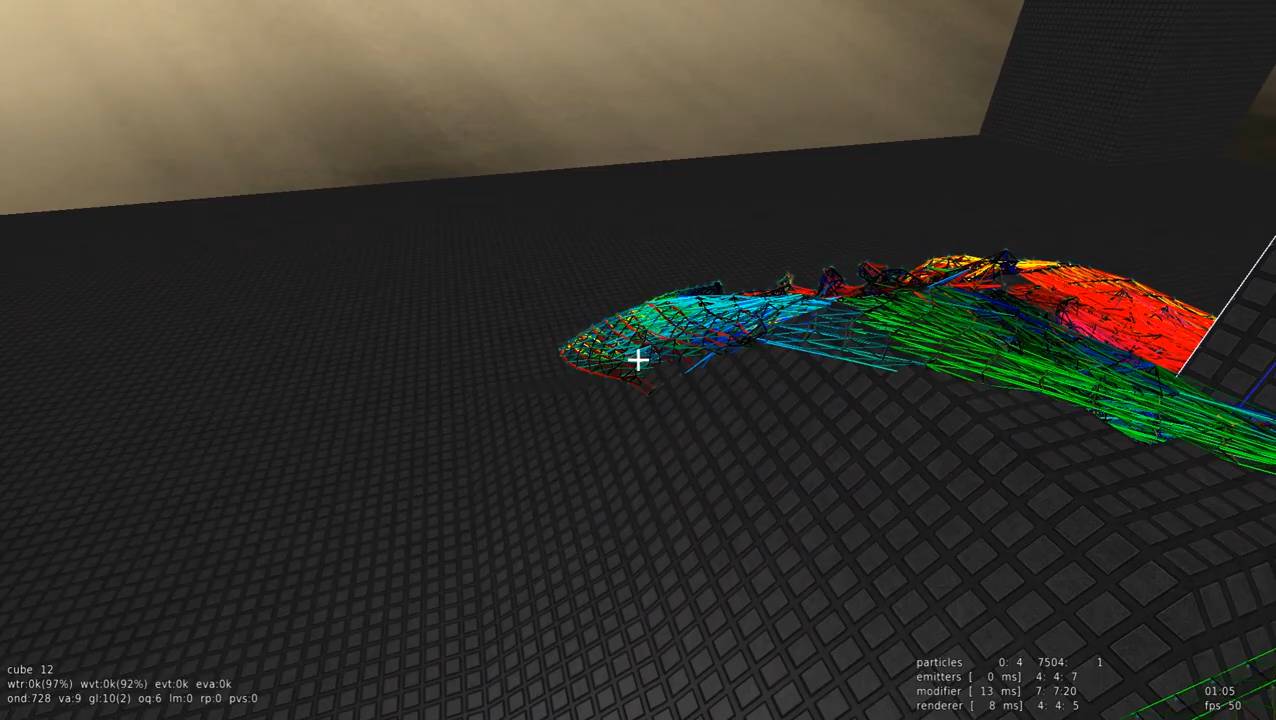 cube 12
wtr:0k(97%) wvt:0k(92%) evt:0k eva:0k
ond:728 va:9 gl:10(2) oq:6 lm:0 rp:0 pvs:0
particles 0: 4 7504: 1
emitters [ 0 ms] 4: 4: 7
modifier [ 13 ms] 7: 7:20
renderer [ 8 ms] 4: 4: 5
01:05
fps 50